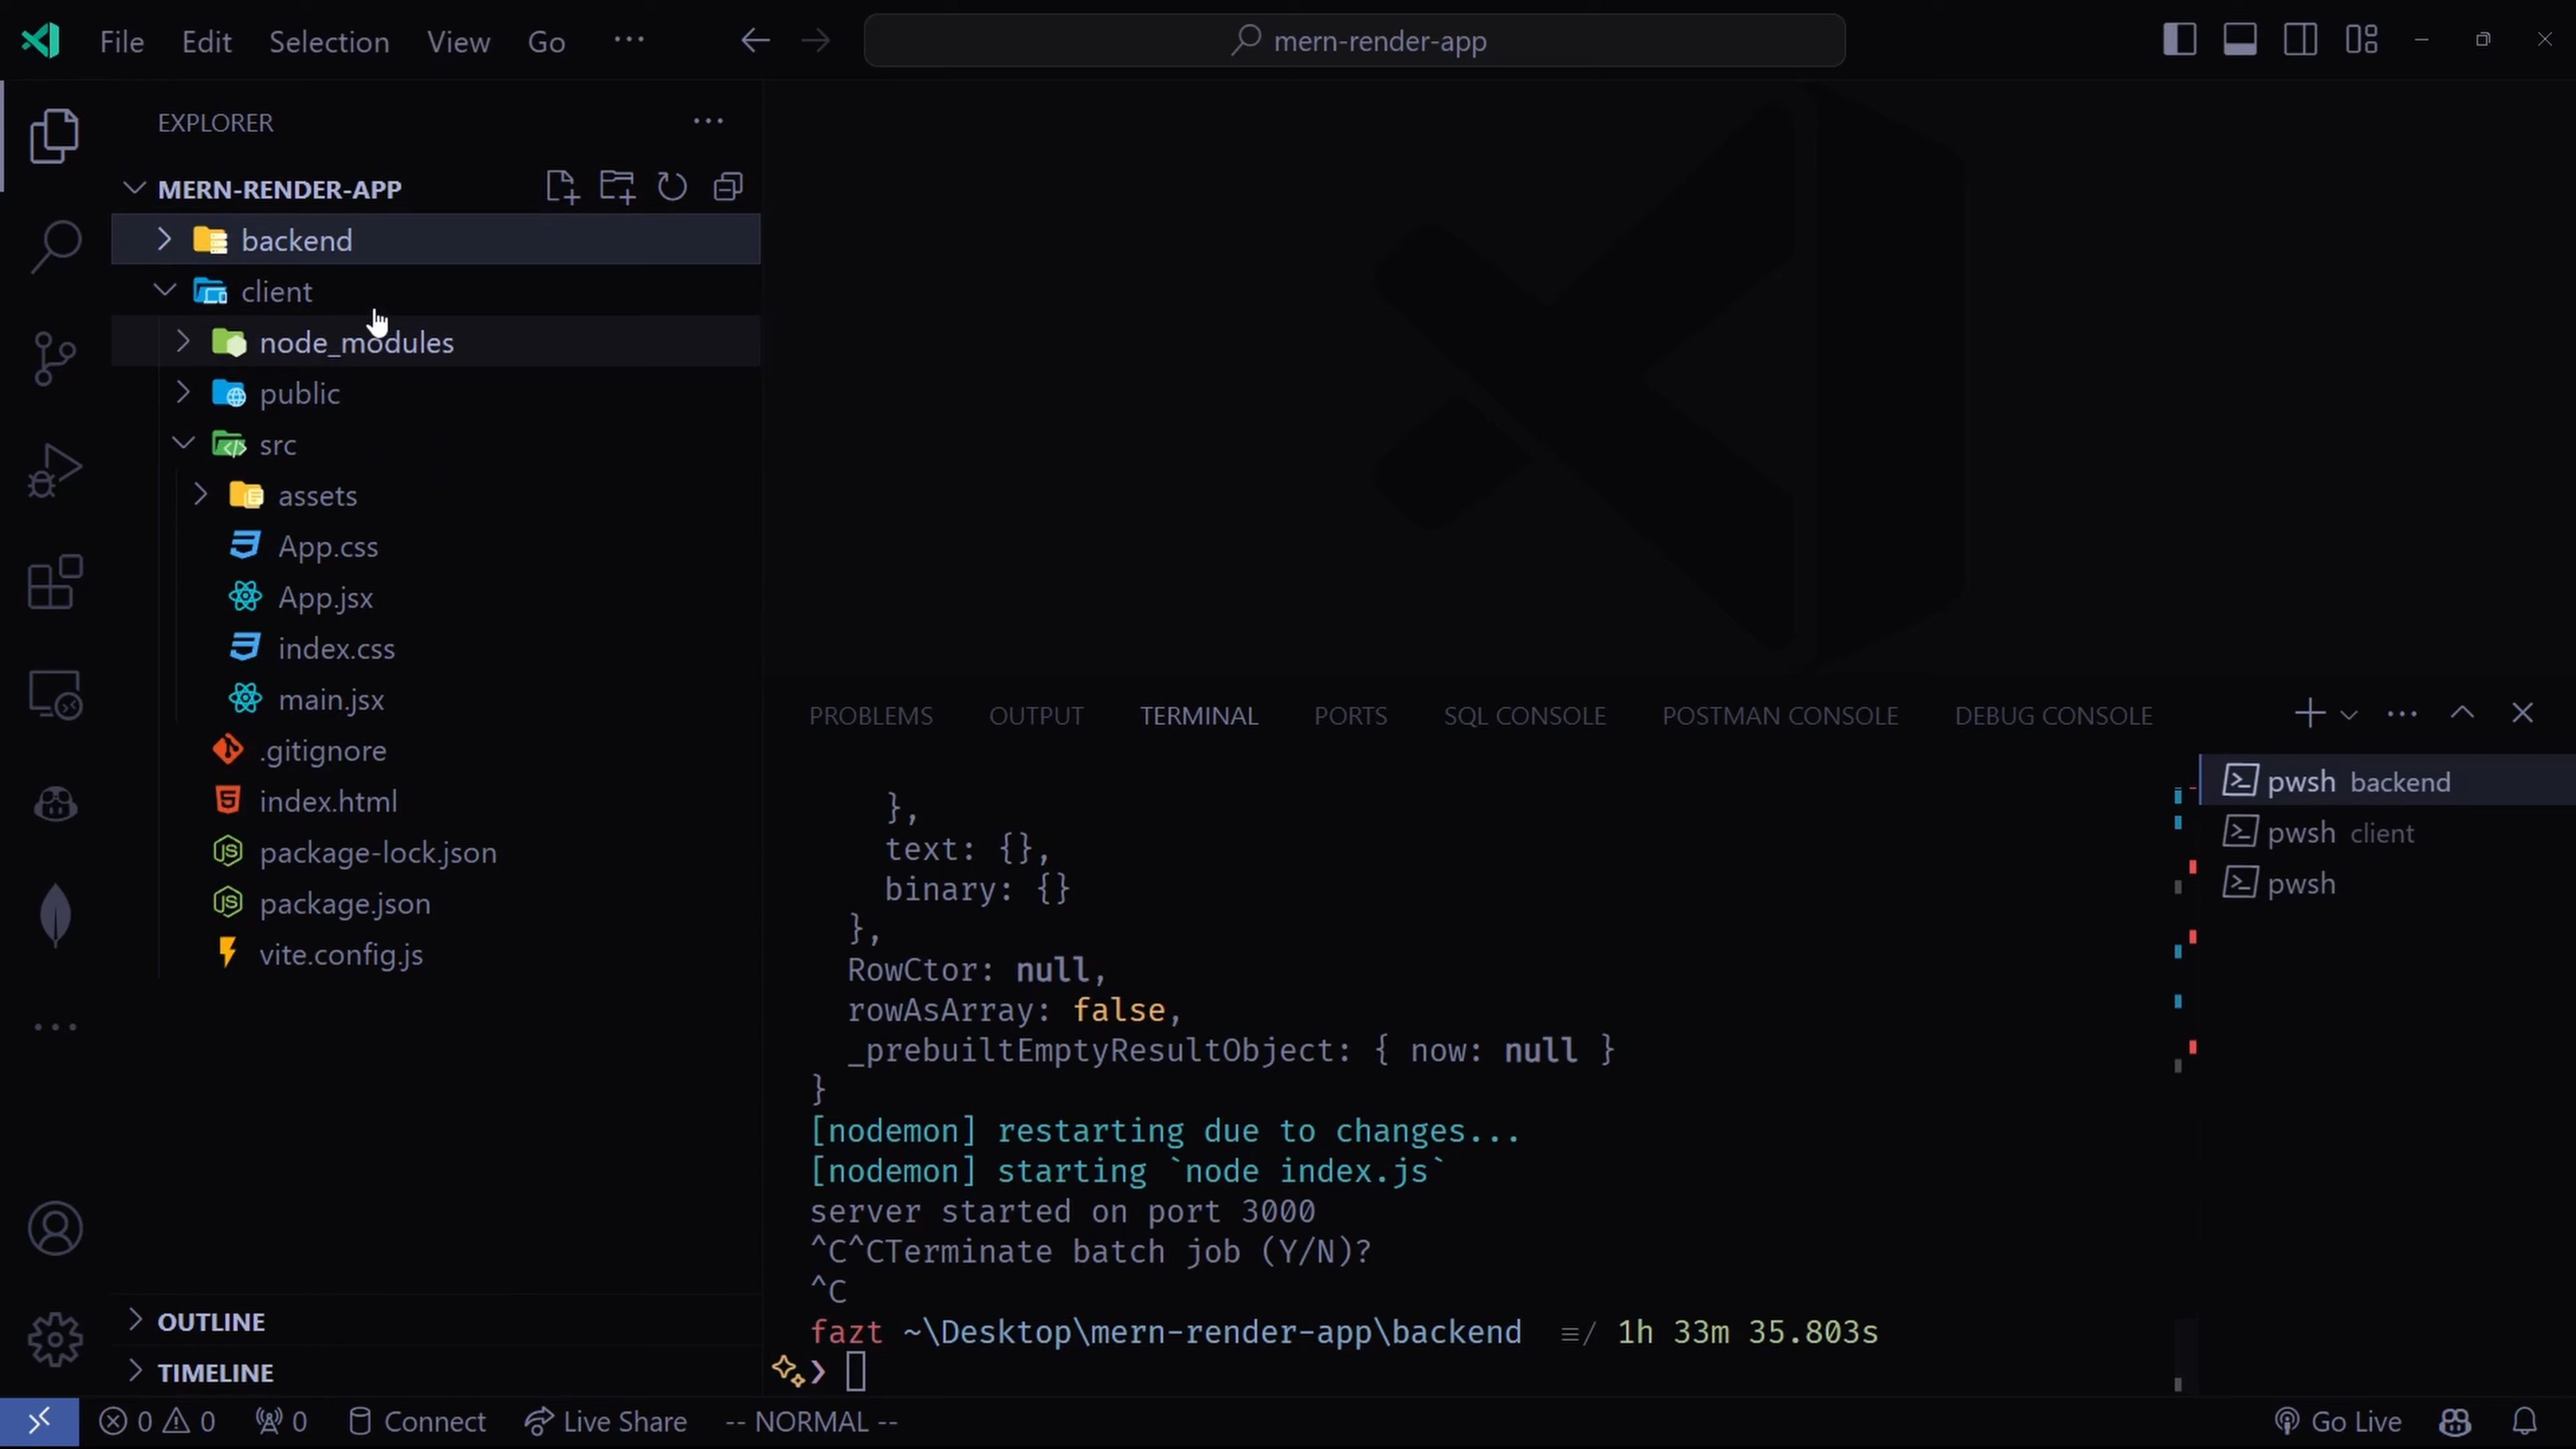 File Edit Selection View Go ··· mern-render-app
EXPLORER
MERN-RENDER-APP
backend
client
node_modules
public
src
assets
App.css
App.jsx
index.css
main.jsx
.gitignore
index.html
package-lock.json
package.json
vite.config.js
OUTLINE
TIMELINE
PROBLEMS OUTPUT TERMINAL PORTS SQL CONSOLE POSTMAN CONSOLE DEBUG CONSOLE
},
text: {},
binary: {}
},
RowCtor: null,
rowAsArray: false,
_prebuiltEmptyResultObject: { now: null }
}
[nodemon] restarting due to changes...
[nodemon] starting `node index.js`
server started on port 3000
^C^CTerminate batch job (Y/N)?
^C
fazt ~\Desktop\mern-render-app\backend ≡/ 1h 33m 35.803s
❯
pwsh backend
pwsh client
pwsh
0 0 0 Connect Live Share -- NORMAL -- Go Live